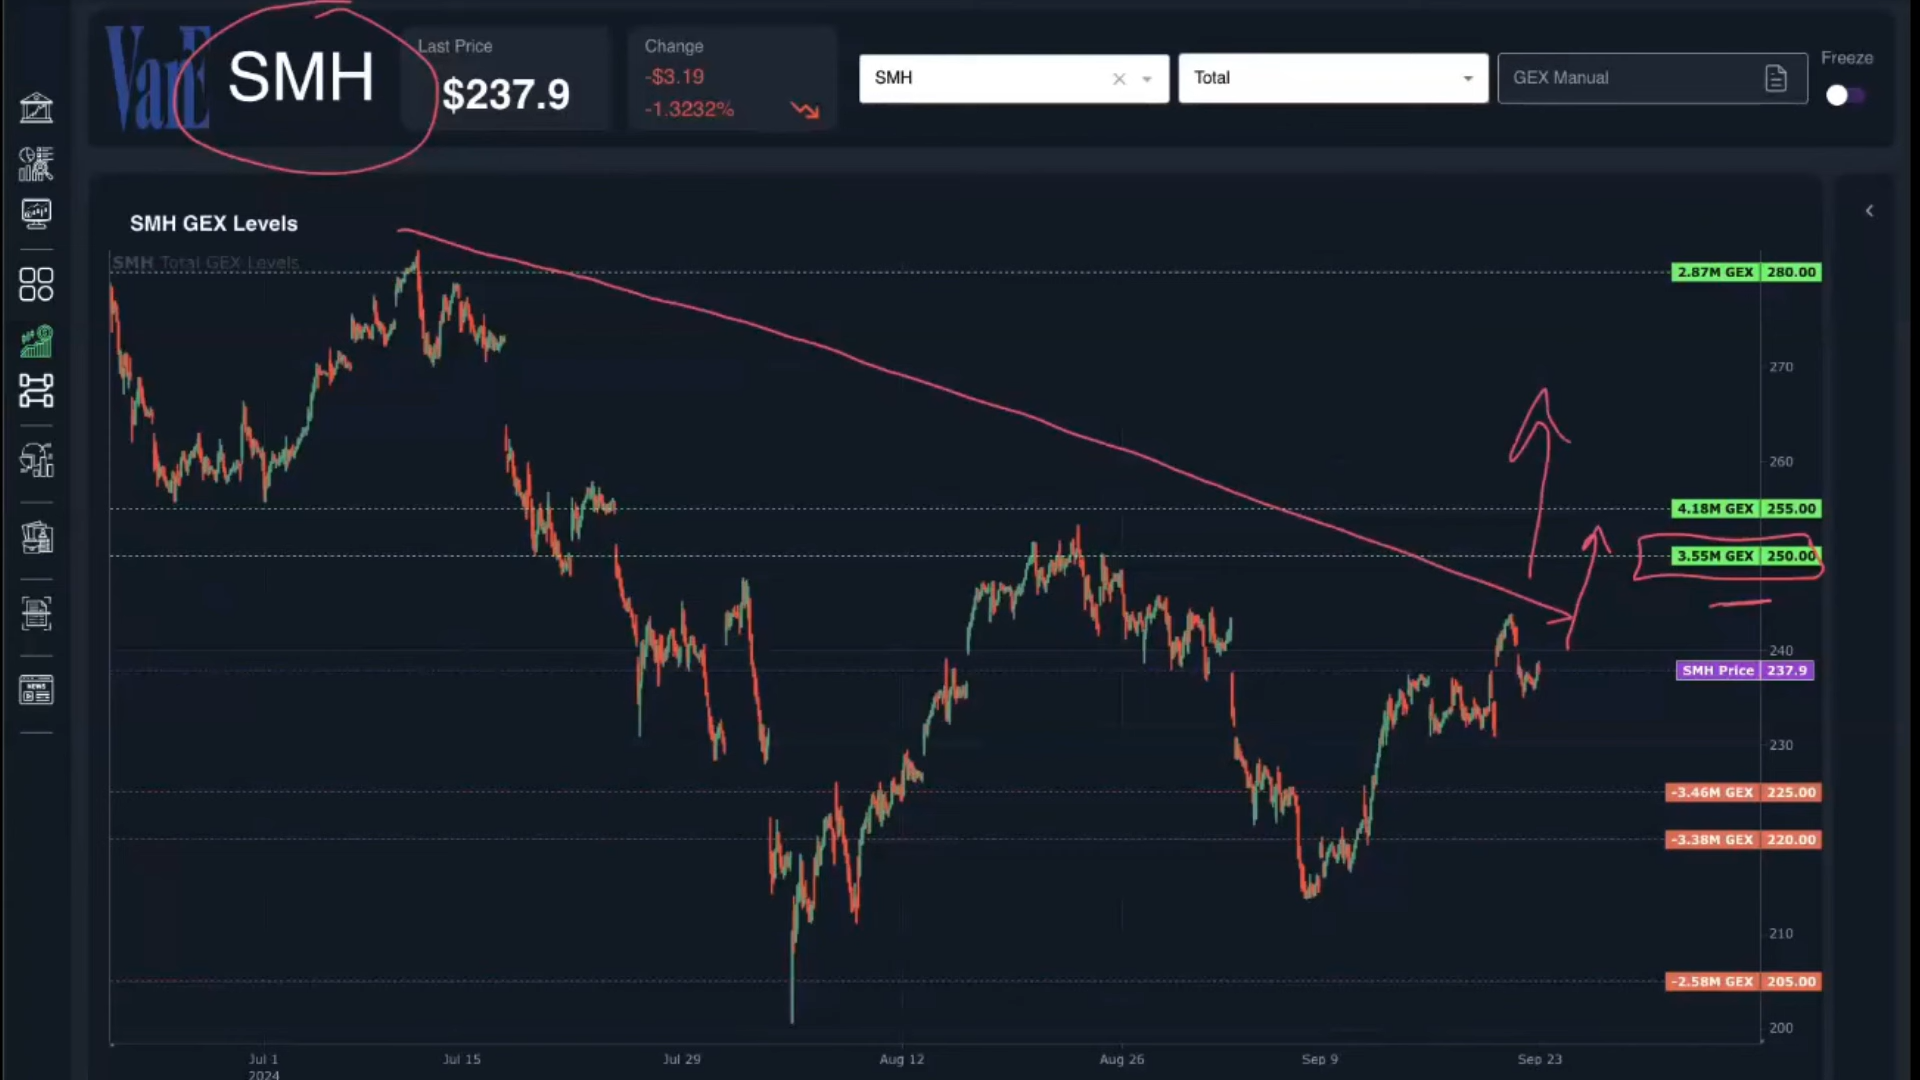 VanE
SMH
Last Price
$237.9
Change
-$3.19
-1.3232%
SMH
Total
GEX Manual
Freeze
SMH GEX Levels
SMH Total GEX Levels
2.87M GEX 280.00
270
260
4.18M GEX 255.00
3.55M GEX 250.00
240
SMH Price 237.9
230
-3.46M GEX 225.00
-3.38M GEX 220.00
210
-2.58M GEX 205.00
200
Jul 1 Jul 15 Jul 29 Aug 12 Aug 26 Sep 9 Sep 23
2024
NEWS